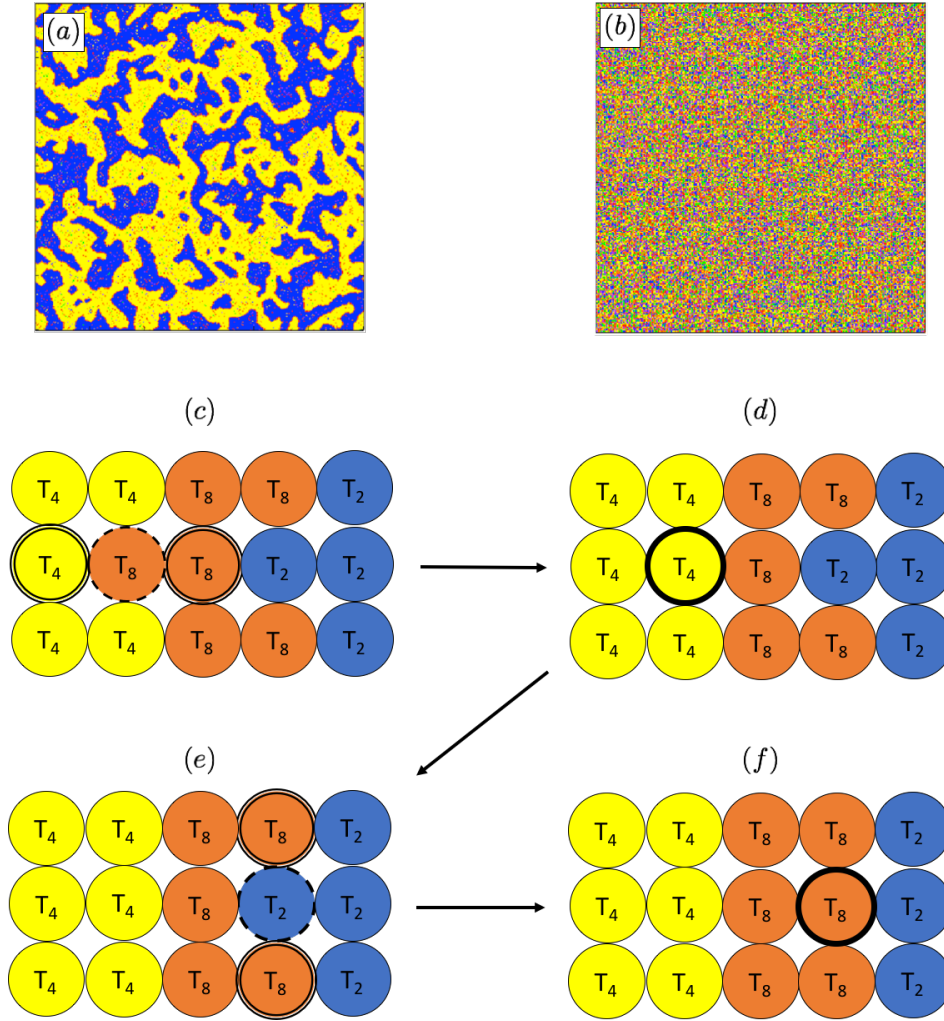 (a) (b)
(c) (d)
T₄ T₄ T₈ T₈ T₂ T₄ T₄ T₈ T₈ T₂
T₄ T₈ T₈ T₂ T₂ T₄ T₄ T₈ T₂ T₂
T₄ T₄ T₈ T₈ T₂ T₄ T₄ T₈ T₈ T₂
(e) (f)
T₄ T₄ T₈ T₈ T₂ T₄ T₄ T₈ T₈ T₂
T₄ T₄ T₈ T₂ T₂ T₄ T₄ T₈ T₈ T₂
T₄ T₄ T₈ T₈ T₂ T₄ T₄ T₈ T₈ T₂